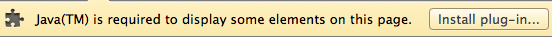 Java(TM) is required to display some elements on this page. Install plug-in...